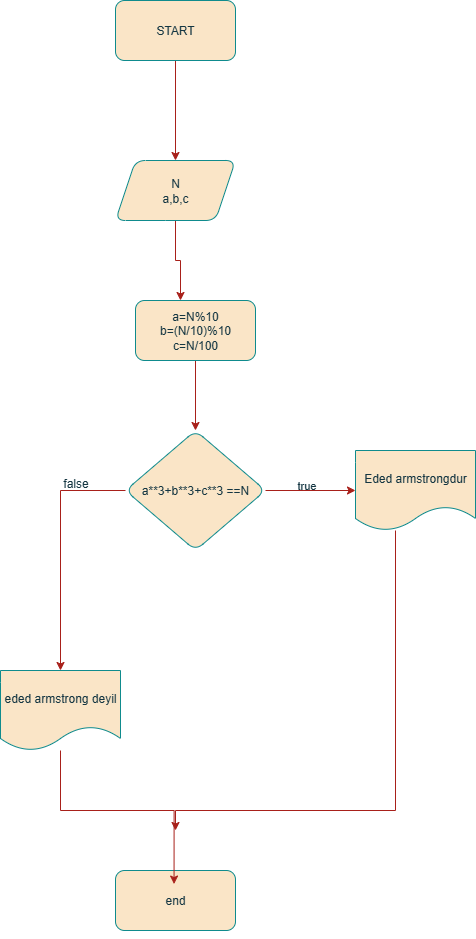 START
N
a,b,c
a=N%10
b=(N/10)%10
c=N/100
a**3+b**3+c**3 ==N
false
true
Eded armstrongdur
eded armstrong deyil
end